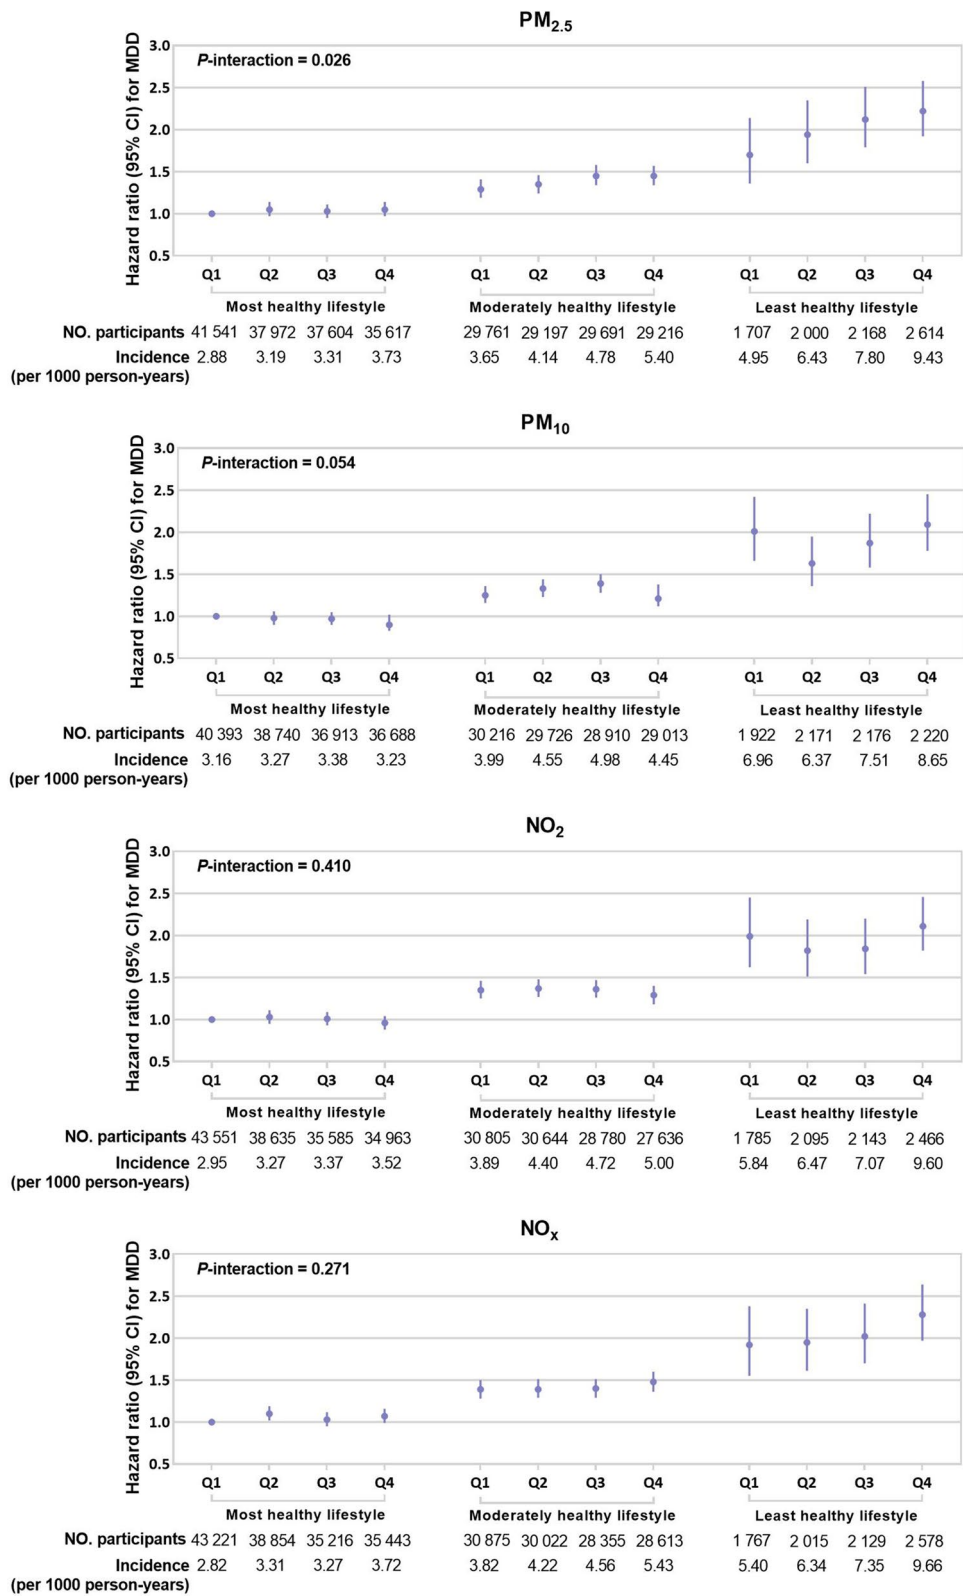 PM2.5
Hazard ratio (95% CI) for MDD
P-interaction = 0.026
3.0
2.5
2.0
1.5
1.0
0.5
Q1 Q2 Q3 Q4 Q1 Q2 Q3 Q4 Q1 Q2 Q3 Q4
Most healthy lifestyle Moderately healthy lifestyle Least healthy lifestyle
NO. participants 41 541 37 972 37 604 35 617 29 761 29 197 29 691 29 216 1 707 2 000 2 168 2 614
Incidence 2.88 3.19 3.31 3.73 3.65 4.14 4.78 5.40 4.95 6.43 7.80 9.43
(per 1000 person-years)
PM10
Hazard ratio (95% CI) for MDD
P-interaction = 0.054
3.0
2.5
2.0
1.5
1.0
0.5
Q1 Q2 Q3 Q4 Q1 Q2 Q3 Q4 Q1 Q2 Q3 Q4
Most healthy lifestyle Moderately healthy lifestyle Least healthy lifestyle
NO. participants 40 393 38 740 36 913 36 688 30 216 29 726 28 910 29 013 1 922 2 171 2 176 2 220
Incidence 3.16 3.27 3.38 3.23 3.99 4.55 4.98 4.45 6.96 6.37 7.51 8.65
(per 1000 person-years)
NO2
Hazard ratio (95% CI) for MDD
P-interaction = 0.410
3.0
2.5
2.0
1.5
1.0
0.5
Q1 Q2 Q3 Q4 Q1 Q2 Q3 Q4 Q1 Q2 Q3 Q4
Most healthy lifestyle Moderately healthy lifestyle Least healthy lifestyle
NO. participants 43 551 38 635 35 585 34 963 30 805 30 644 28 780 27 636 1 785 2 095 2 143 2 466
Incidence 2.95 3.27 3.37 3.52 3.89 4.40 4.72 5.00 5.84 6.47 7.07 9.60
(per 1000 person-years)
NOx
Hazard ratio (95% CI) for MDD
P-interaction = 0.271
3.0
2.5
2.0
1.5
1.0
0.5
Q1 Q2 Q3 Q4 Q1 Q2 Q3 Q4 Q1 Q2 Q3 Q4
Most healthy lifestyle Moderately healthy lifestyle Least healthy lifestyle
NO. participants 43 221 38 854 35 216 35 443 30 875 30 022 28 355 28 613 1 767 2 015 2 129 2 578
Incidence 2.82 3.31 3.27 3.72 3.82 4.22 4.56 5.43 5.40 6.34 7.35 9.66
(per 1000 person-years)